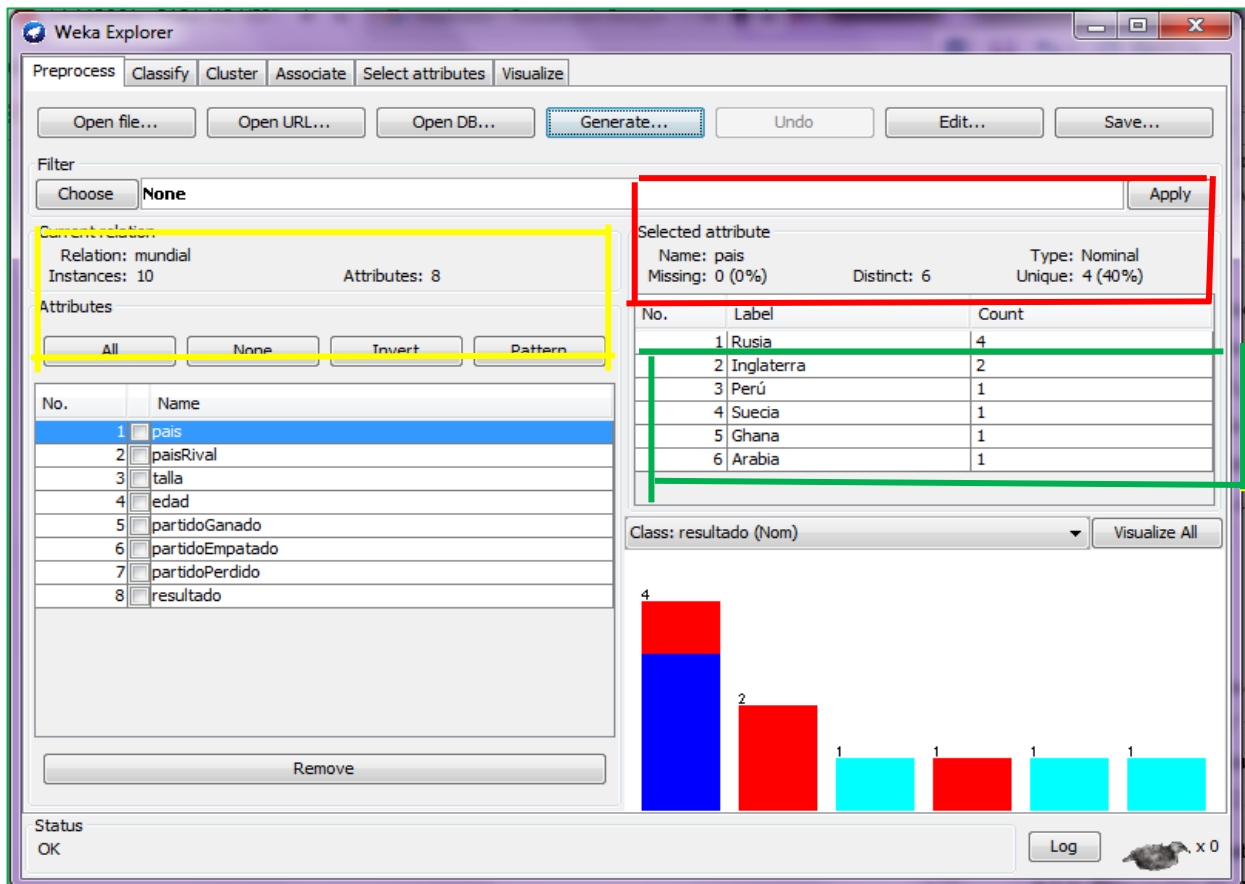 Weka Explorer
Preprocess Classify Cluster Associate Select attributes Visualize
Open file... Open URL... Open DB... Generate... Undo Edit... Save...
Filter
Choose None Apply
Current relation
Relation: mundial
Instances: 10 Attributes: 8
Attributes
All None Invert Pattern
No. Name
1 pais
2 paisRival
3 talla
4 edad
5 partidoGanado
6 partidoEmpatado
7 partidoPerdido
8 resultado
Remove
Selected attribute
Name: pais Type: Nominal
Missing: 0 (0%) Distinct: 6 Unique: 4 (40%)
No. Label Count
1 Rusia 4
2 Inglaterra 2
3 Perú 1
4 Suecia 1
5 Ghana 1
6 Arabia 1
Class: resultado (Nom) Visualize All
4
2
1 1 1 1
Status
OK
Log x 0